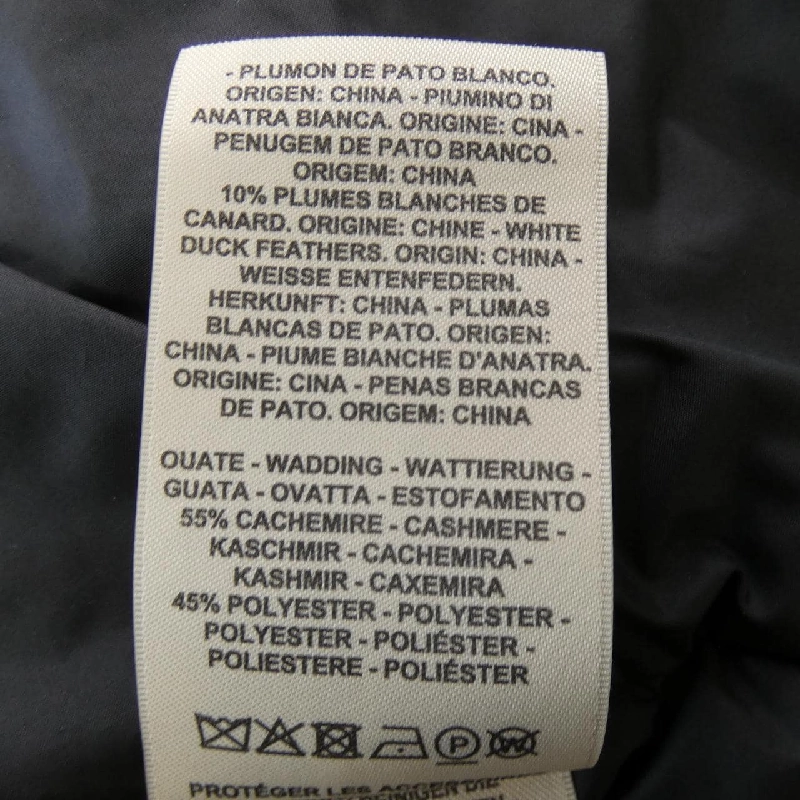 - PLUMON DE PATO BLANCO.
ORIGEN: CHINA - PIUMINO DI
ANATRA BIANCA. ORIGINE: CINA -
PENUGEM DE PATO BRANCO.
ORIGEM: CHINA
10% PLUMES BLANCHES DE
CANARD. ORIGINE: CHINE - WHITE
DUCK FEATHERS. ORIGIN: CHINA -
WEISSE ENTENFEDERN.
HERKUNFT: CHINA - PLUMAS
BLANCAS DE PATO. ORIGEN:
CHINA - PIUME BIANCHE D'ANATRA.
ORIGINE: CINA - PENAS BRANCAS
DE PATO. ORIGEM: CHINA
OUATE - WADDING - WATTIERUNG -
GUATA - OVATTA - ESTOFAMENTO
55% CACHEMIRE - CASHMERE -
KASCHMIR - CACHEMIRA -
KASHMIR - CAXEMIRA
45% POLYESTER - POLYESTER -
POLYESTER - POLIÉSTER -
POLIESTERE - POLIÉSTER
P W
PROTÉGER LES